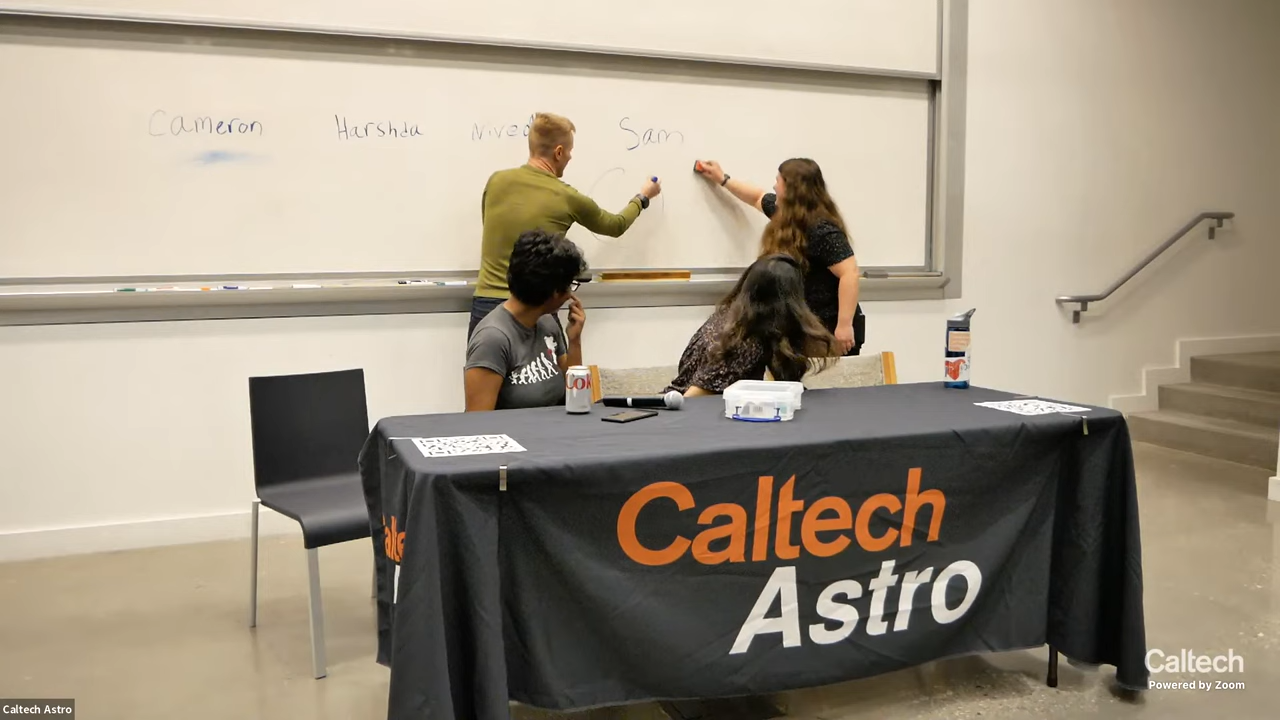 Cameron Harshda Sam
Caltech
Astro
Caltech
Powered by Zoom
Caltech Astro